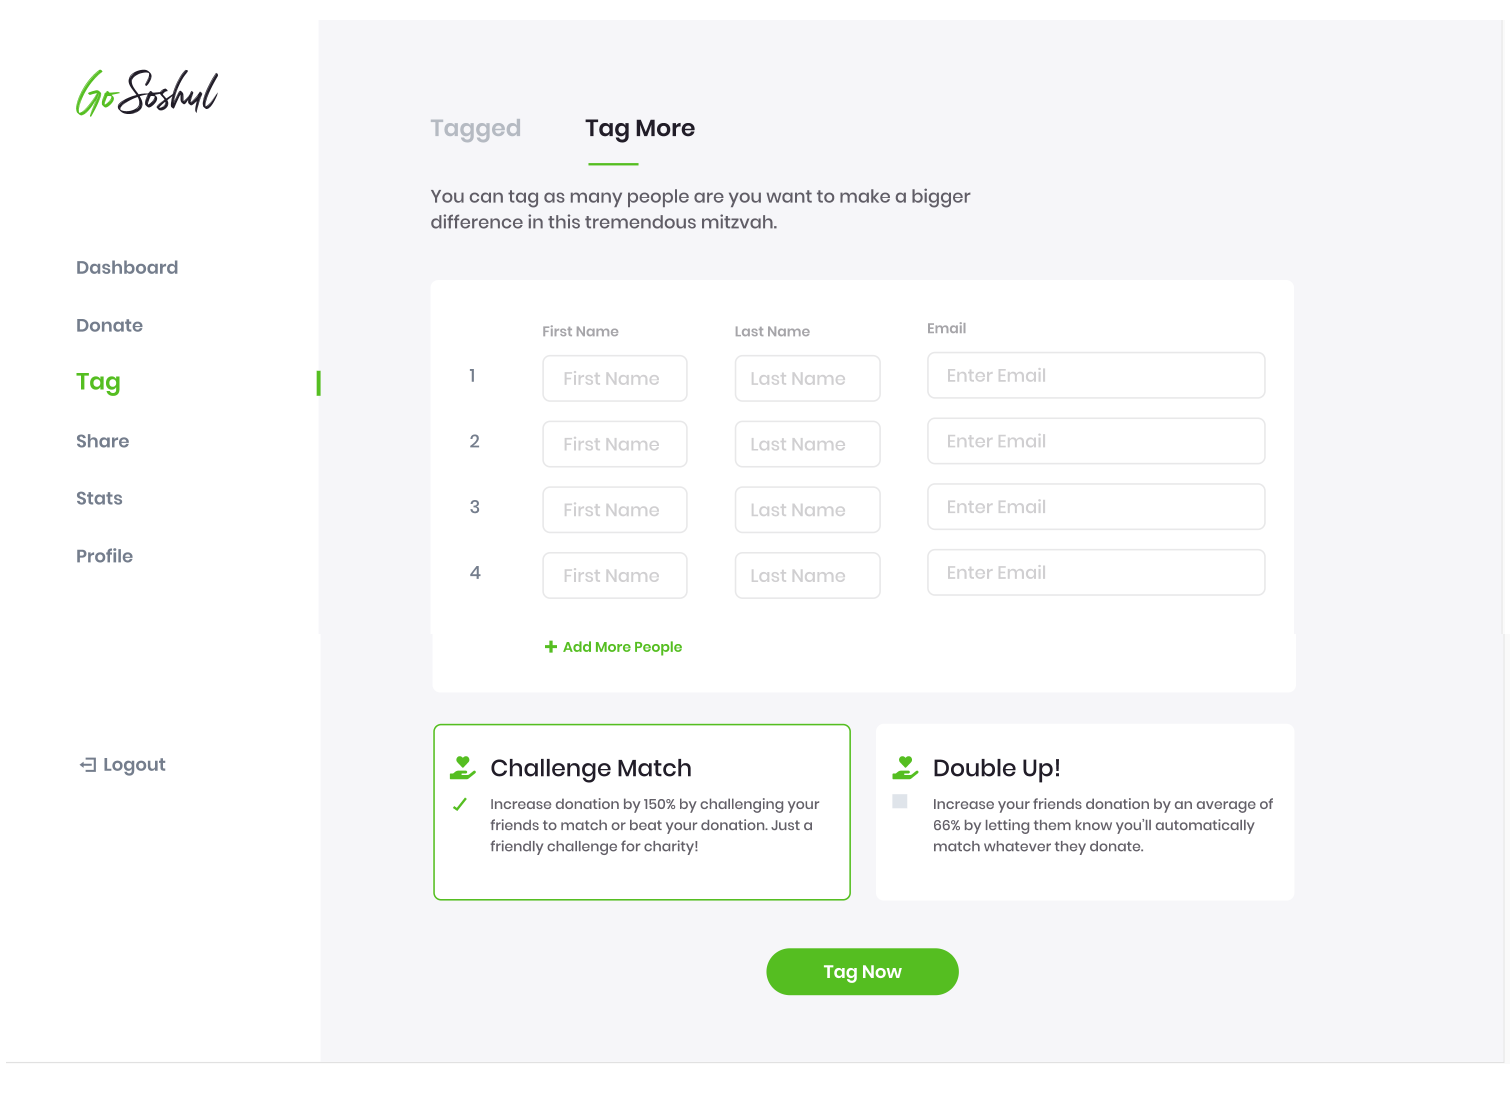 Go Soshul
Dashboard
Donate
Tag
Share
Stats
Profile
Logout
Tagged
Tag More
You can tag as many people are you want to make a bigger
difference in this tremendous mitzvah.
First Name
Last Name
Email
1
First Name
Last Name
Enter Email
2
First Name
Last Name
Enter Email
3
First Name
Last Name
Enter Email
4
First Name
Last Name
Enter Email
Add More People
Challenge Match
Increase donation by 150% by challenging your
friends to match or beat your donation. Just a
friendly challenge for charity!
Double Up!
Increase your friends donation by an average of
66% by letting them know you'll automatically
match whatever they donate.
Tag Now